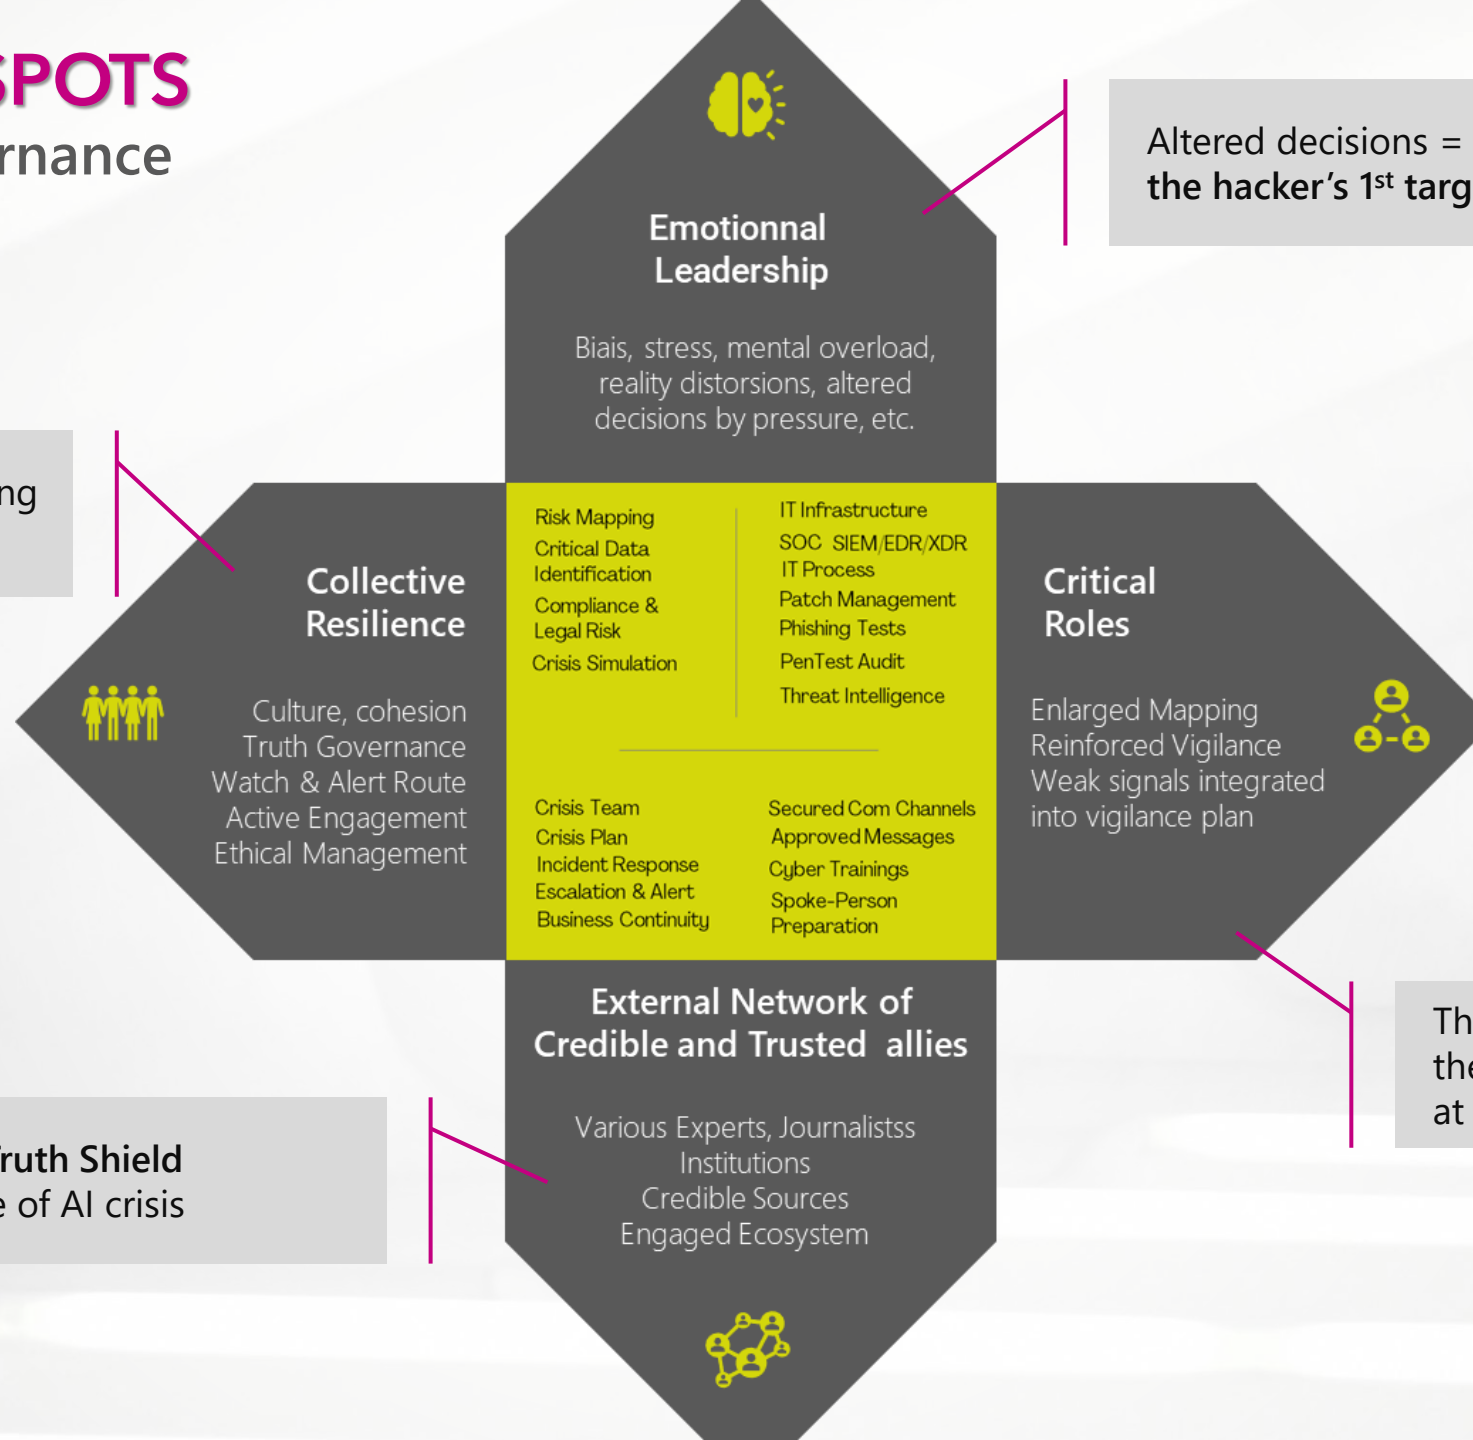 SPOTS
rnance
Altered decisions =
the hacker's 1st targ
Emotionnal
Leadership
Biais, stress, mental overload,
reality distorsions, altered
decisions by pressure, etc.
ng
Collective
Resilience
Culture, cohesion
Truth Governance
Watch & Alert Route
Active Engagement
Ethical Management
Risk Mapping
Critical Data
Identification
Compliance &
Legal Risk
Crisis Simulation
IT Infrastructure
SOC SIEM/EDR/XDR
IT Process
Patch Management
Phishing Tests
PenTest Audit
Threat Intelligence
Crisis Team
Crisis Plan
Incident Response
Escalation & Alert
Business Continuity
Secured Com Channels
Approved Messages
Cyber Trainings
Spoke-Person
Preparation
Critical
Roles
Enlarged Mapping
Reinforced Vigilance
Weak signals integrated
into vigilance plan
Th
the
at
External Network of
Credible and Trusted allies
Various Experts, Journalistss
Institutions
Credible Sources
Engaged Ecosystem
Truth Shield
e of AI crisis